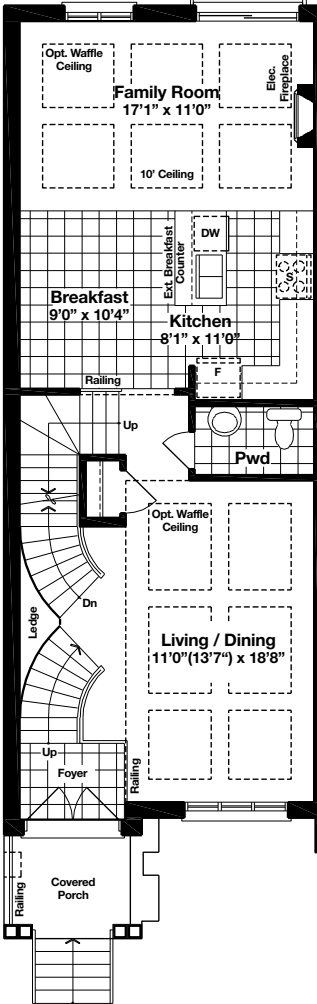 Opt. Waffle
Ceiling
Elec.
Fireplace
Family Room
17'1" x 11'0"
10' Ceiling
DW
Ext. Breakfast
Counter
S
Breakfast
9'0" x 10'4"
Kitchen
8'1" x 11'0"
F
Railing
Up
Pwd
Opt. Waffle
Ceiling
Dn
Ledge
Living / Dining
11'0"(13'7") x 18'8"
Up
Foyer
Railing
Covered
Porch
Railing